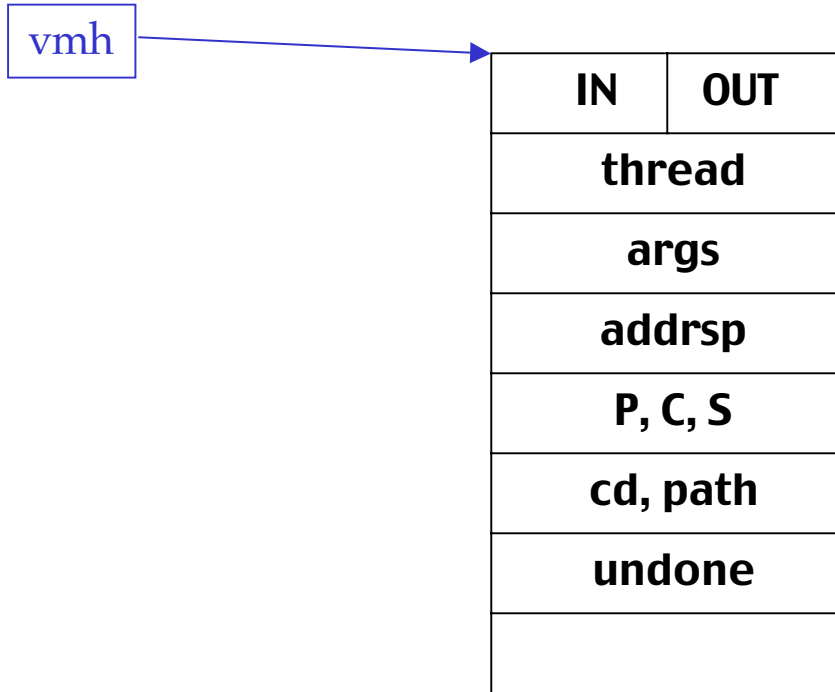 vmh
IN OUT
thread
args
addrsp
P, C, S
cd, path
undone